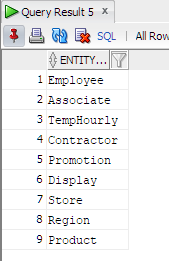 Query Result 5 x
SQL | All Row
ENTITY...
1 Employee
2 Associate
3 TempHourly
4 Contractor
5 Promotion
6 Display
7 Store
8 Region
9 Product